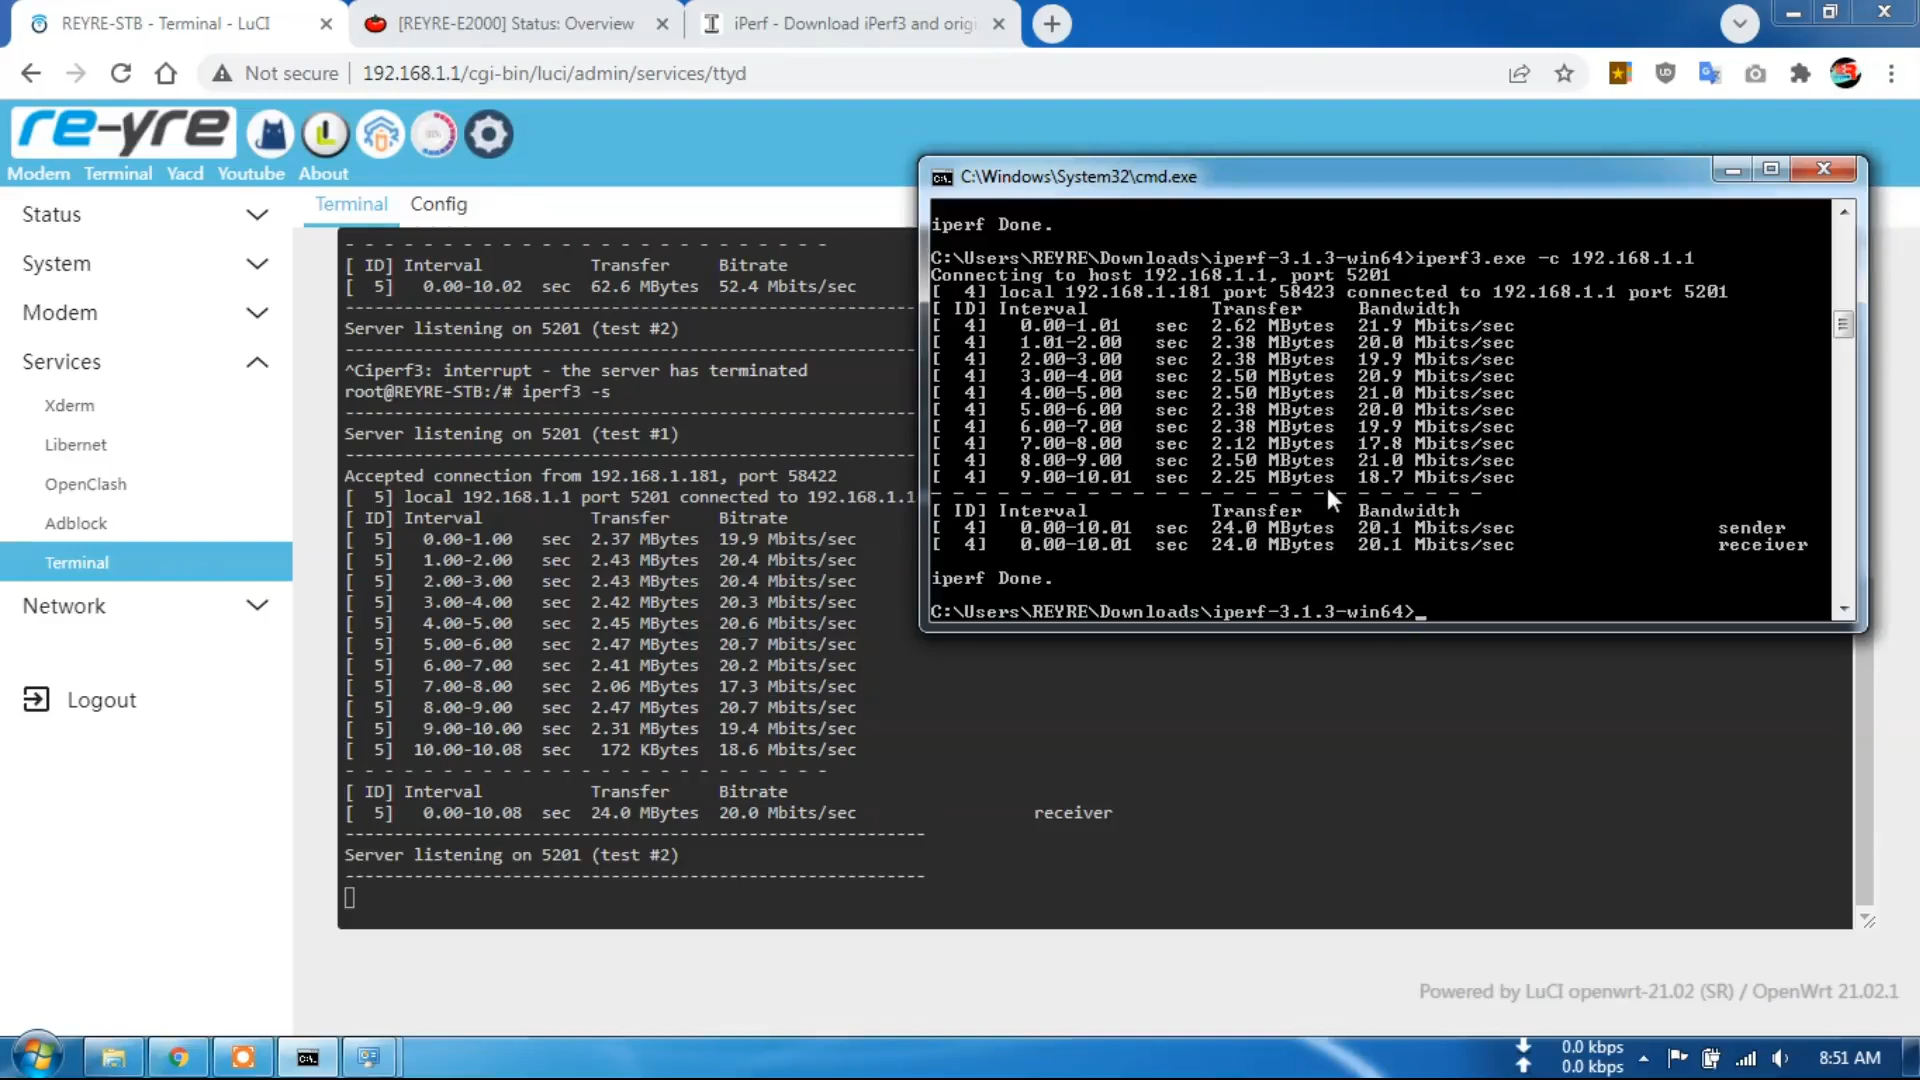 REYRE-STB - Terminal - LuCI
[REYRE-E2000] Status: Overview
iPerf - Download iPerf3 and orig
Not secure
192.168.1.1/cgi-bin/luci/admin/services/ttyd
re-yre
Modem Terminal Yacd Youtube About
Status
System
Modem
Services
Xderm
Libernet
OpenClash
Adblock
Terminal
Network
Logout
Terminal Config
- - - - - - - - - - - - - - - - - - - - - - - - -
[ ID] Interval Transfer Bitrate
[ 5] 0.00-10.02 sec 62.6 MBytes 52.4 Mbits/sec
-----------------------------------------------------------
Server listening on 5201 (test #2)
-----------------------------------------------------------
^Ciperf3: interrupt - the server has terminated
root@REYRE-STB:/# iperf3 -s
-----------------------------------------------------------
Server listening on 5201 (test #1)
-----------------------------------------------------------
Accepted connection from 192.168.1.181, port 58422
[ 5] local 192.168.1.1 port 5201 connected to 192.168.1.1
[ ID] Interval Transfer Bitrate
[ 5] 0.00-1.00 sec 2.37 MBytes 19.9 Mbits/sec
[ 5] 1.00-2.00 sec 2.43 MBytes 20.4 Mbits/sec
[ 5] 2.00-3.00 sec 2.43 MBytes 20.4 Mbits/sec
[ 5] 3.00-4.00 sec 2.42 MBytes 20.3 Mbits/sec
[ 5] 4.00-5.00 sec 2.45 MBytes 20.6 Mbits/sec
[ 5] 5.00-6.00 sec 2.47 MBytes 20.7 Mbits/sec
[ 5] 6.00-7.00 sec 2.41 MBytes 20.2 Mbits/sec
[ 5] 7.00-8.00 sec 2.06 MBytes 17.3 Mbits/sec
[ 5] 8.00-9.00 sec 2.47 MBytes 20.7 Mbits/sec
[ 5] 9.00-10.00 sec 2.31 MBytes 19.4 Mbits/sec
[ 5] 10.00-10.08 sec 172 KBytes 18.6 Mbits/sec
- - - - - - - - - - - - - - - - - - - - - - - - -
[ ID] Interval Transfer Bitrate
[ 5] 0.00-10.08 sec 24.0 MBytes 20.0 Mbits/sec receiver
-----------------------------------------------------------
Server listening on 5201 (test #2)
-----------------------------------------------------------
C:\Windows\System32\cmd.exe
iperf Done.
C:\Users\REYRE\Downloads\iperf-3.1.3-win64>iperf3.exe -c 192.168.1.1
Connecting to host 192.168.1.1, port 5201
[ 4] local 192.168.1.181 port 58423 connected to 192.168.1.1 port 5201
[ ID] Interval Transfer Bandwidth
[ 4] 0.00-1.01 sec 2.62 MBytes 21.9 Mbits/sec
[ 4] 1.01-2.00 sec 2.38 MBytes 20.0 Mbits/sec
[ 4] 2.00-3.00 sec 2.38 MBytes 19.9 Mbits/sec
[ 4] 3.00-4.00 sec 2.50 MBytes 20.9 Mbits/sec
[ 4] 4.00-5.00 sec 2.50 MBytes 21.0 Mbits/sec
[ 4] 5.00-6.00 sec 2.38 MBytes 20.0 Mbits/sec
[ 4] 6.00-7.00 sec 2.38 MBytes 19.9 Mbits/sec
[ 4] 7.00-8.00 sec 2.12 MBytes 17.8 Mbits/sec
[ 4] 8.00-9.00 sec 2.50 MBytes 21.0 Mbits/sec
[ 4] 9.00-10.01 sec 2.25 MBytes 18.7 Mbits/sec
- - - - - - - - - - - - - - - - - - - - - - - - -
[ ID] Interval Transfer Bandwidth
[ 4] 0.00-10.01 sec 24.0 MBytes 20.1 Mbits/sec sender
[ 4] 0.00-10.01 sec 24.0 MBytes 20.1 Mbits/sec receiver
iperf Done.
C:\Users\REYRE\Downloads\iperf-3.1.3-win64>_
Powered by LuCI openwrt-21.02 (SR) / OpenWrt 21.02.1
0.0 kbps
0.0 kbps
8:51 AM